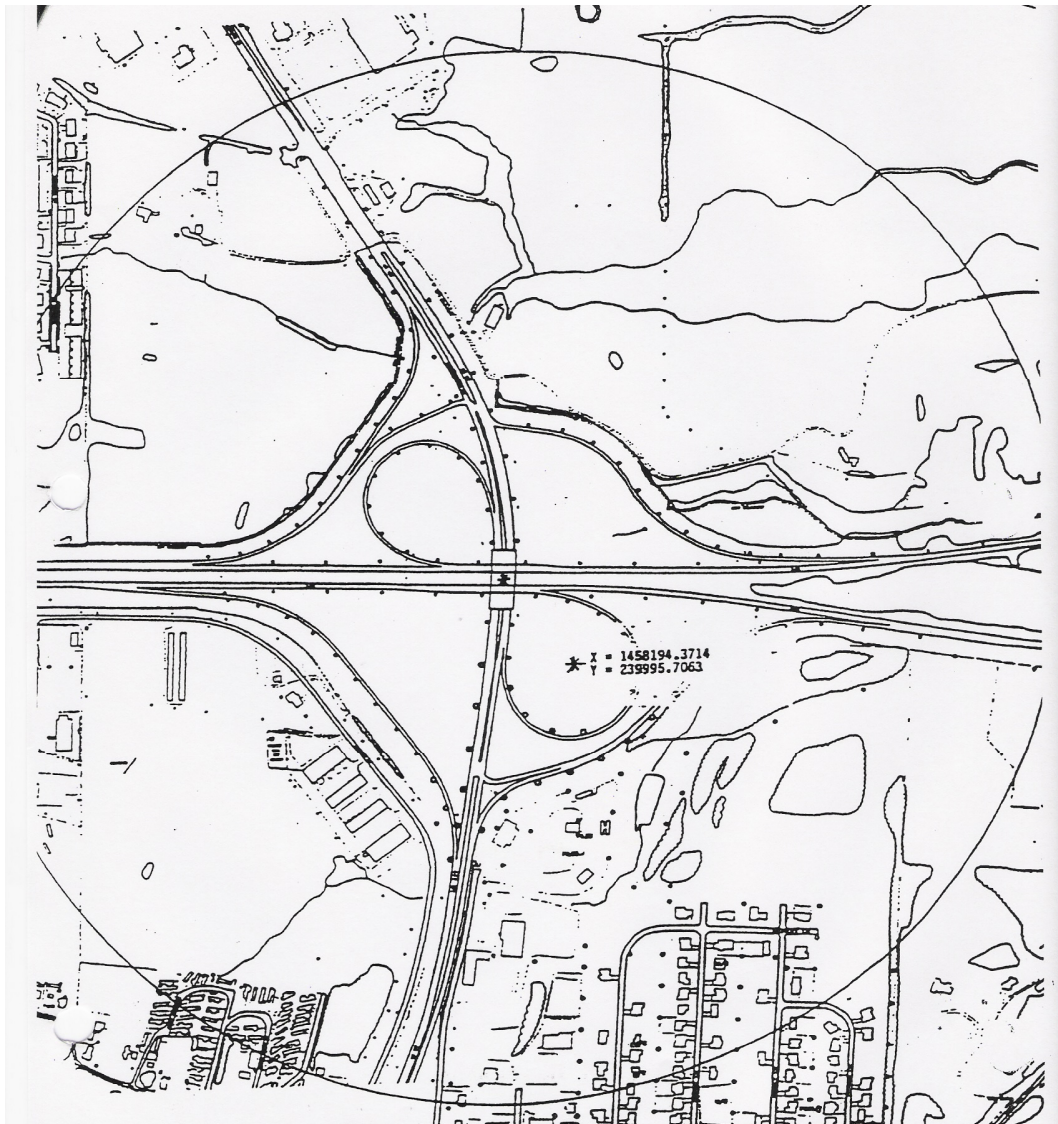 X = 1458194.3714
Y = 239995.7063